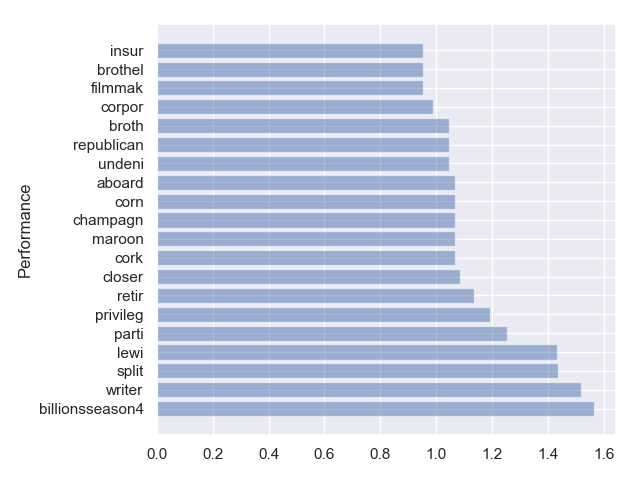 insur
brothel
filmmak
corpor
broth
republican
undeni
aboard
corn
champagn
maroon
cork
closer
retir
privileg
parti
lewi
split
writer
billionsseason4
Performance
0.0 0.2 0.4 0.6 0.8 1.0 1.2 1.4 1.6